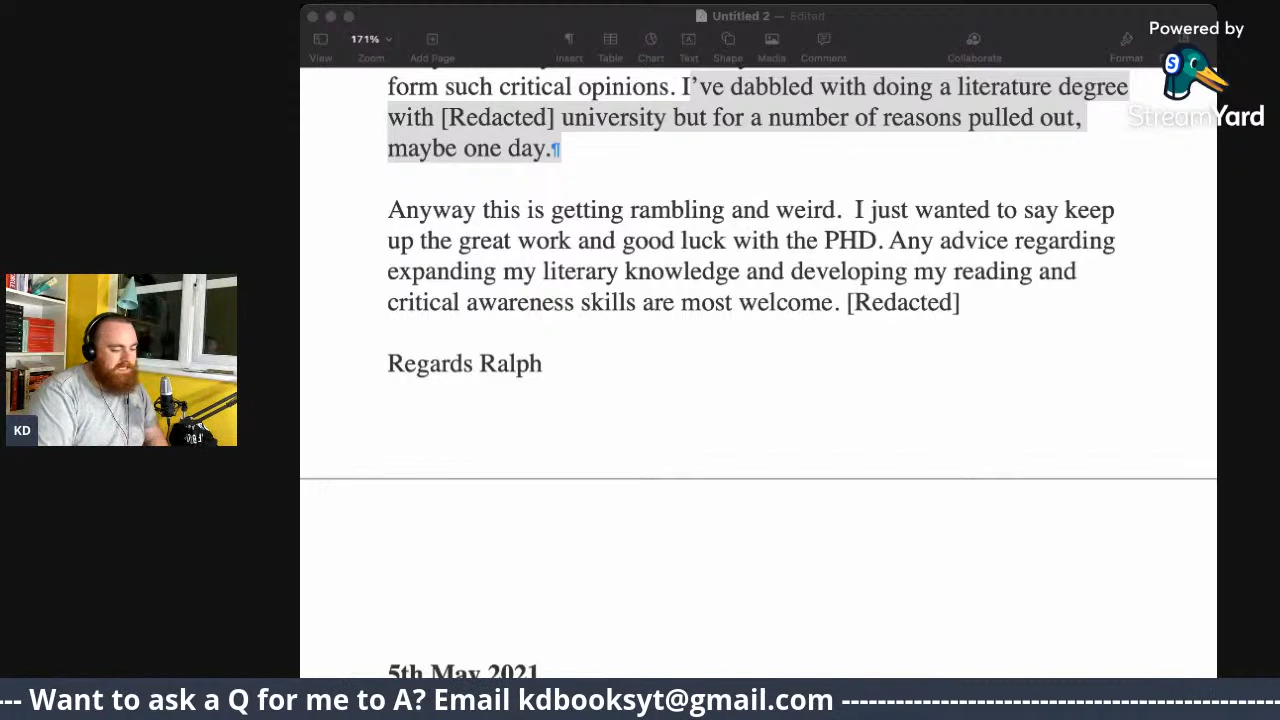 Untitled 2 — Edited
171%
View Zoom Add Page Insert Table Chart Text Shape Media Comment Collaborate Format
Powered by
StreamYard
form such critical opinions. I've dabbled with doing a literature degree
with [Redacted] university but for a number of reasons pulled out,
maybe one day.¶
Anyway this is getting rambling and weird.  I just wanted to say keep
up the great work and good luck with the PHD. Any advice regarding
expanding my literary knowledge and developing my reading and
critical awareness skills are most welcome. [Redacted]
Regards Ralph
KD
5th May 2021
--- Want to ask a Q for me to A? Email kdbooksyt@gmail.com ------------------------------